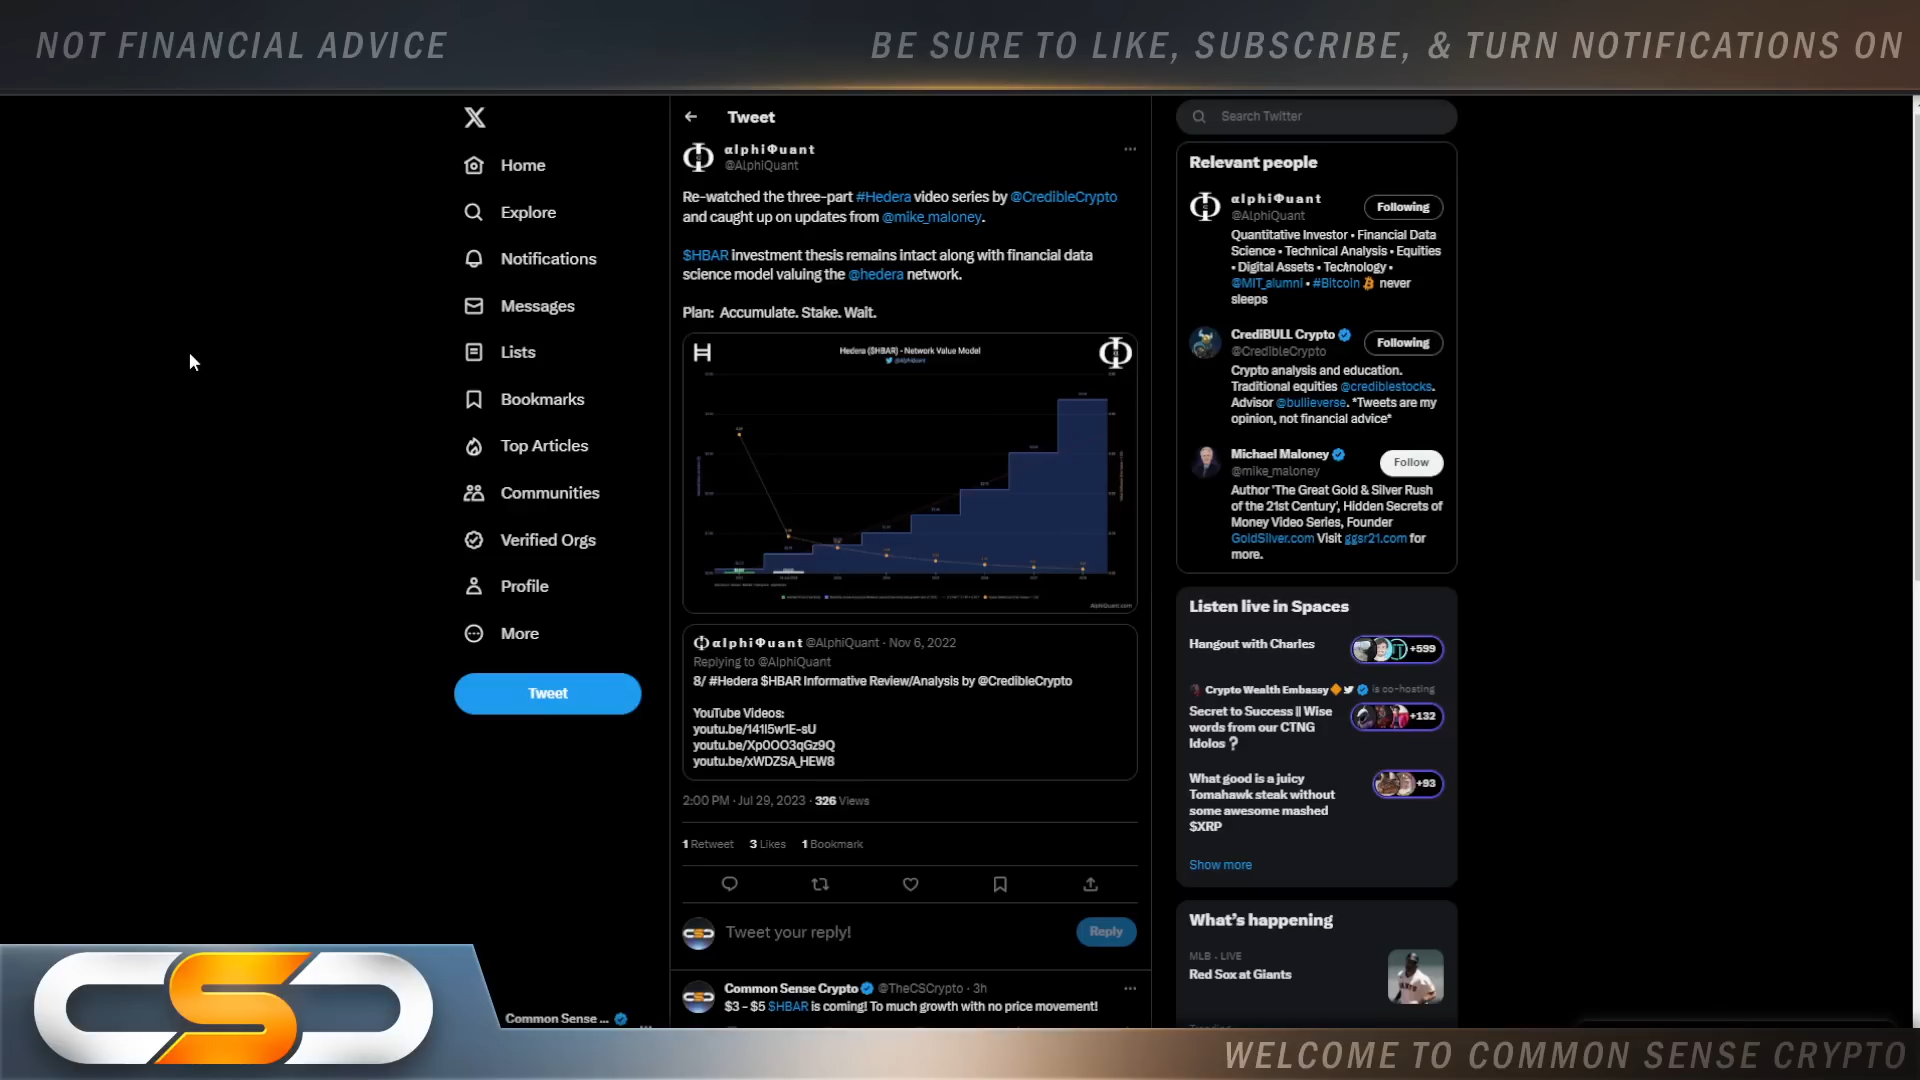 NOT FINANCIAL ADVICE
BE SURE TO LIKE, SUBSCRIBE, & TURN NOTIFICATIONS ON
Home
Explore
Notifications
Messages
Lists
Bookmarks
Top Articles
Communities
Verified Orgs
Profile
More
Tweet
Common Sense ...
Tweet
αlphiΦuant
@AlphiQuant
Re-watched the three-part #Hedera video series by @CredibleCrypto
and caught up on updates from @mike_maloney.
$HBAR investment thesis remains intact along with financial data
science model valuing the @hedera network.
Plan: Accumulate. Stake. Wait.
Hedera ($HBAR) - Network Value Model
@AlphiQuant
AlphiQuant.com
αlphiΦuant @AlphiQuant · Nov 6, 2022
Replying to @AlphiQuant
8/ #Hedera $HBAR Informative Review/Analysis by @CredibleCrypto
YouTube Videos:
youtu.be/141I5w1E-sU
youtu.be/Xp0OO3qGz9Q
youtu.be/xWDZSA_HEW8
2:00 PM · Jul 29, 2023 · 326 Views
1 Retweet 3 Likes 1 Bookmark
Tweet your reply!
Reply
Common Sense Crypto @TheCSCrypto · 3h
$3 - $5 $HBAR is coming! To much growth with no price movement!
Search Twitter
Relevant people
αlphiΦuant
@AlphiQuant
Following
Quantitative Investor • Financial Data
Science • Technical Analysis • Equities
• Digital Assets • Technology •
@MIT_alumni • #Bitcoin never
sleeps
CrediBULL Crypto
@CredibleCrypto
Following
Crypto analysis and education.
Traditional equities @crediblestocks.
Advisor @bullieverse. *Tweets are my
opinion, not financial advice*
Michael Maloney
@mike_maloney
Follow
Author 'The Great Gold & Silver Rush
of the 21st Century', Hidden Secrets of
Money Video Series, Founder
GoldSilver.com Visit ggsr21.com for
more.
Listen live in Spaces
Hangout with Charles
+599
Crypto Wealth Embassy is co-hosting
Secret to Success || Wise
words from our CTNG
Idolos ?
+132
What good is a juicy
Tomahawk steak without
some awesome mashed
$XRP
+93
Show more
What's happening
MLB · LIVE
Red Sox at Giants
CSC
WELCOME TO COMMON SENSE CRYPTO